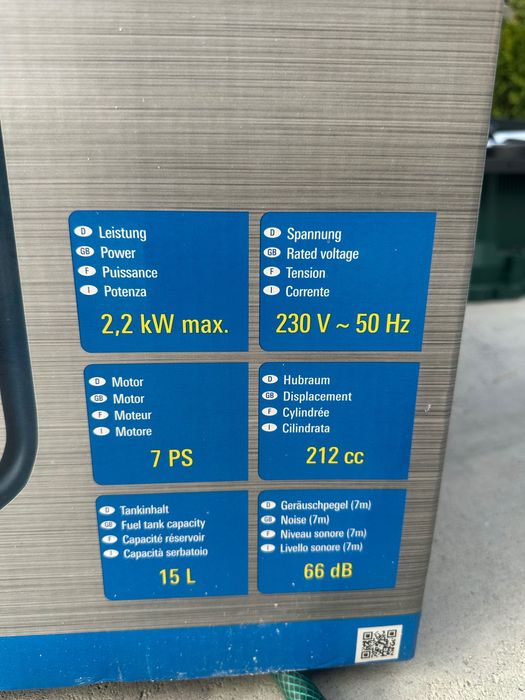 D Leistung
GB Power
F Puissance
I Potenza
2,2 kW max.
D Spannung
GB Rated voltage
F Tension
I Corrente
230 V ~ 50 Hz
D Motor
GB Motor
F Moteur
I Motore
7 PS
D Hubraum
GB Displacement
F Cylindrée
I Cilindrata
212 cc
D Tankinhalt
GB Fuel tank capacity
F Capacité réservoir
I Capacità serbatoio
15 L
D Geräuschpegel (7m)
GB Noise (7m)
F Niveau sonore (7m)
I Livello sonore (7m)
66 dB